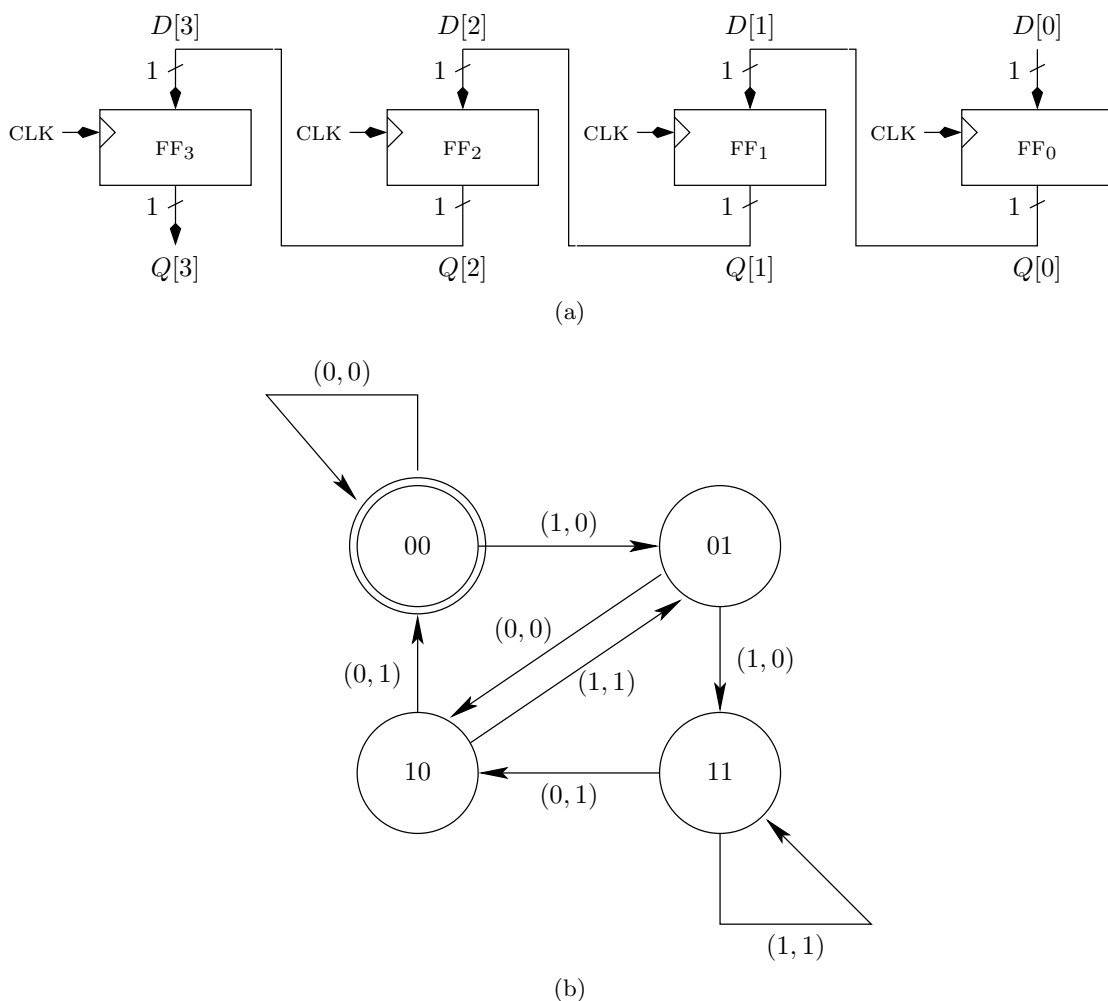 D[3] D[2] D[1] D[0]
1 1 1 1
CLK FF3 CLK FF2 CLK FF1 CLK FF0
1 1 1 1
Q[3] Q[2] Q[1] Q[0]
(a)
(0, 0)
(1, 0)
00 01
(0, 0)
(0, 1) (1, 1) (1, 0)
10 11
(0, 1)
(1, 1)
(b)